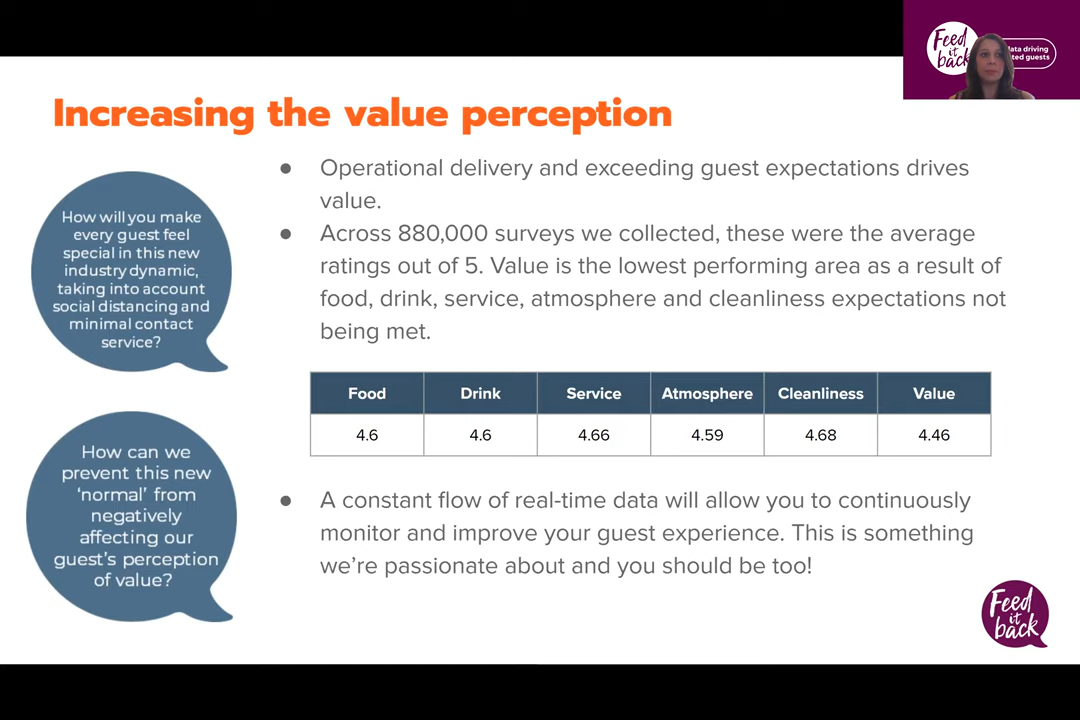 Feed
it
back
data driving
ted guests
Increasing the value perception
How will you make
every guest feel
special in this new
industry dynamic,
taking into account
social distancing and
minimal contact
service?
● Operational delivery and exceeding guest expectations drives
value.
● Across 880,000 surveys we collected, these were the average
ratings out of 5. Value is the lowest performing area as a result of
food, drink, service, atmosphere and cleanliness expectations not
being met.
Food Drink Service Atmosphere Cleanliness Value
4.6 4.6 4.66 4.59 4.68 4.46
How can we
prevent this new
‘normal’ from
negatively
affecting our
guest’s perception
of value?
● A constant flow of real-time data will allow you to continuously
monitor and improve your guest experience. This is something
we’re passionate about and you should be too!
Feed
it
back